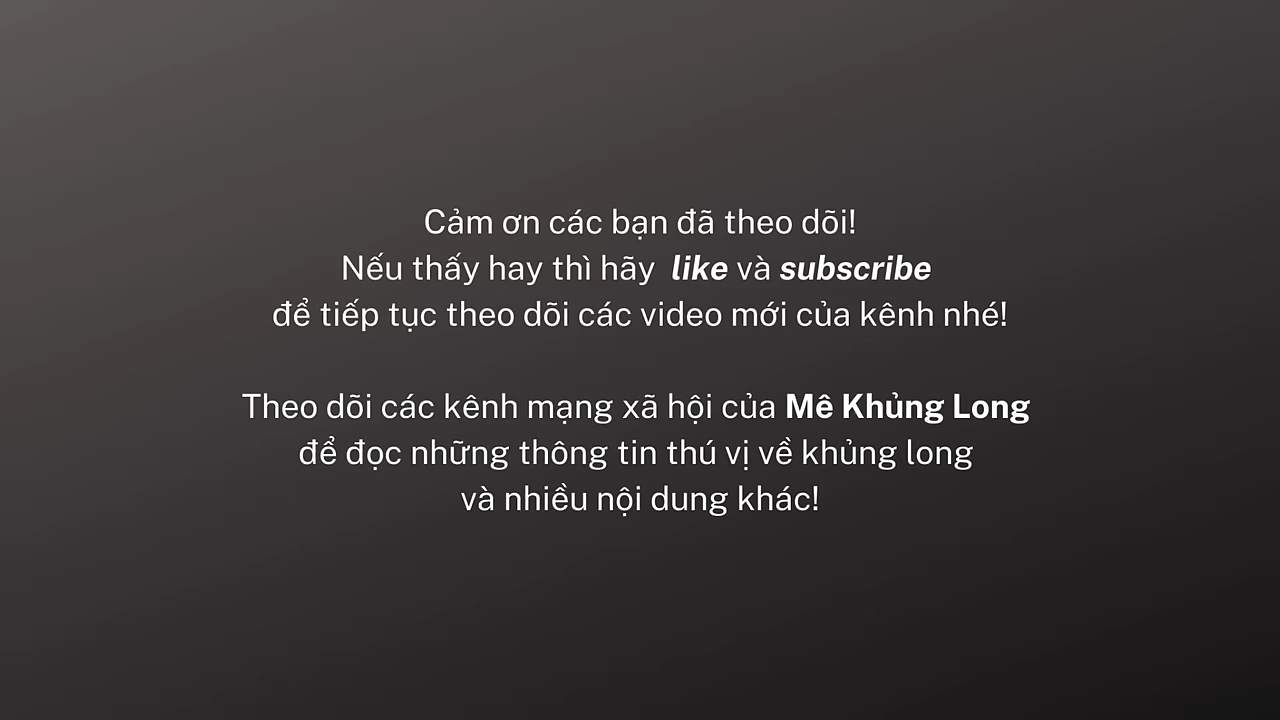 Cảm ơn các bạn đã theo dõi!
Nếu thấy hay thì hãy like và subscribe
để tiếp tục theo dõi các video mới của kênh nhé!
Theo dõi các kênh mạng xã hội của Mê Khủng Long
để đọc những thông tin thú vị về khủng long
và nhiều nội dung khác!